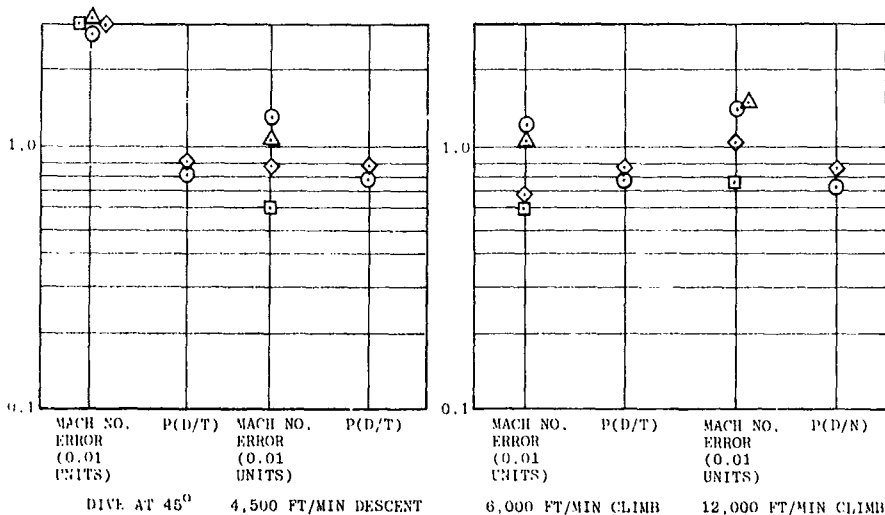 1.0
0.1
MACH NO. P(D/T) MACH NO. P(D/T)
ERROR ERROR
(0.01 (0.01
UNITS) UNITS)
DIVE AT 45O 4,500 FT/MIN DESCENT
1.0
0.1
MACH NO. P(D/T) MACH NO. P(D/N)
ERROR ERROR
(0.01 (0.01
UNITS) UNITS)
6,000 FT/MIN CLIMB 12,000 FT/MIN CLIMB